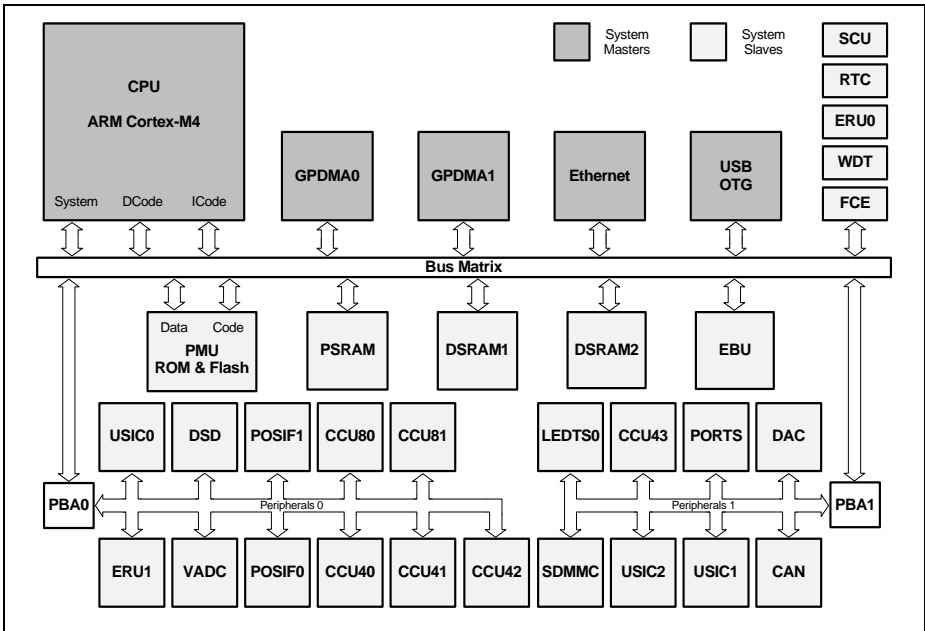 CPU
ARM Cortex-M4
System DCode ICode
GPDMA0
GPDMA1
Ethernet
USB
OTG
System
Masters
System
Slaves
SCU
RTC
ERU0
WDT
FCE
Bus Matrix
Data Code
PMU
ROM & Flash
PSRAM
DSRAM1
DSRAM2
EBU
USIC0
DSD
POSIF1
CCU80
CCU81
LEDTS0
CCU43
PORTS
DAC
PBA0
Peripherals 0
Peripherals 1
PBA1
ERU1
VADC
POSIF0
CCU40
CCU41
CCU42
SDMMC
USIC2
USIC1
CAN